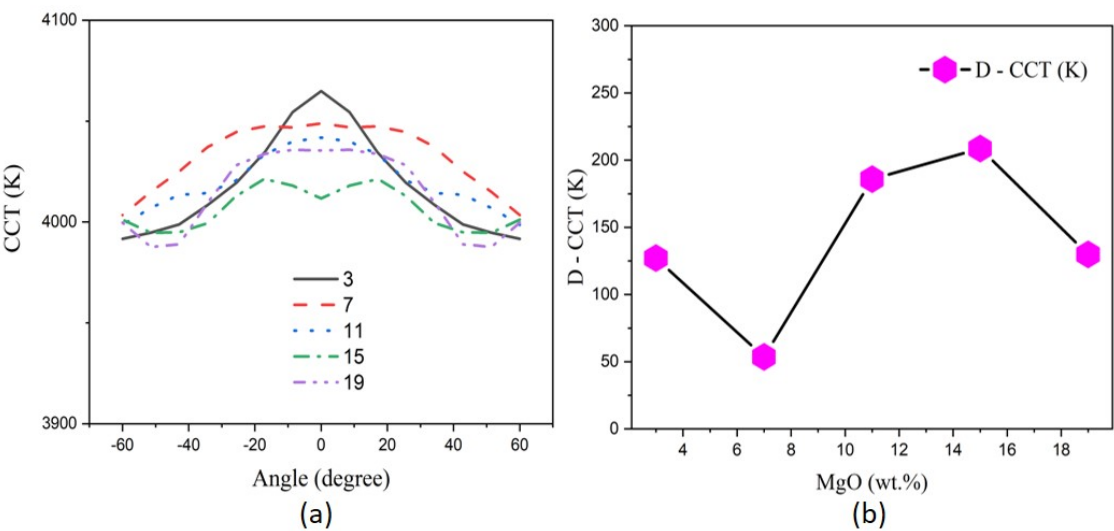 4100
4000
3900
CCT (K)
3
7
11
15
19
-60 -40 -20 0 20 40 60
Angle (degree)
(a)
300
250
200
150
100
50
0
D - CCT (K)
D - CCT (K)
4 6 8 10 12 14 16 18
MgO (wt.%)
(b)